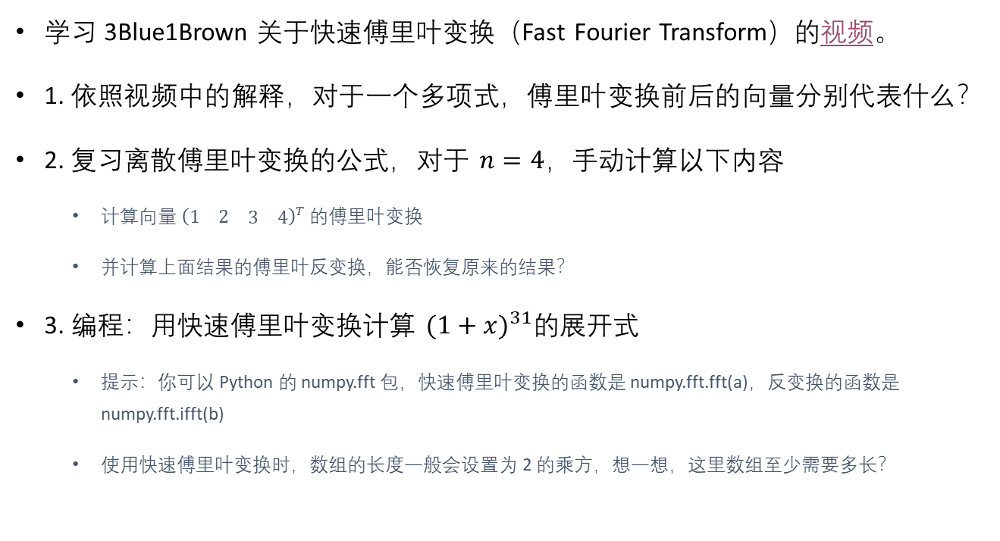 • 学习 3Blue1Brown 关于快速傅里叶变换（Fast Fourier Transform）的视频。
• 1. 依照视频中的解释，对于一个多项式，傅里叶变换前后的向量分别代表什么？
• 2. 复习离散傅里叶变换的公式，对于 n = 4，手动计算以下内容
• 计算向量 (1 2 3 4)ᵀ 的傅里叶变换
• 并计算上面结果的傅里叶反变换，能否恢复原来的结果？
• 3. 编程：用快速傅里叶变换计算 (1 + x)³¹的展开式
• 提示：你可以 Python 的 numpy.fft 包，快速傅里叶变换的函数是 numpy.fft.fft(a)，反变换的函数是
numpy.fft.ifft(b)
• 使用快速傅里叶变换时，数组的长度一般会设置为 2 的乘方，想一想，这里数组至少需要多长？